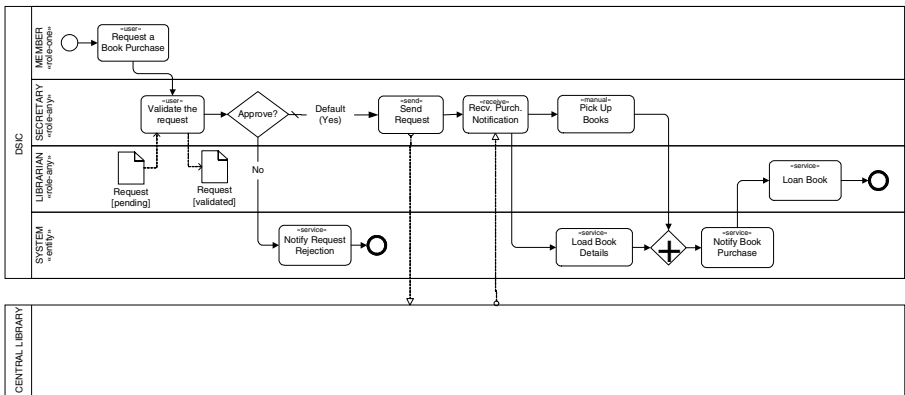 DSIC
MEMBER
«role-one»
«user»
Request a
Book Purchase
SECRETARY
«role-any»
«user»
Validate the
request
Approve?
Default
(Yes)
No
«send»
Send
Request
«receive»
Recv. Purch.
Notification
«manual»
Pick Up
Books
LIBRARIAN
«role-any»
Request
[pending]
Request
[validated]
«service»
Loan Book
SYSTEM
«entity»
«service»
Notify Request
Rejection
«service»
Load Book
Details
«service»
Notify Book
Purchase
CENTRAL LIBRARY